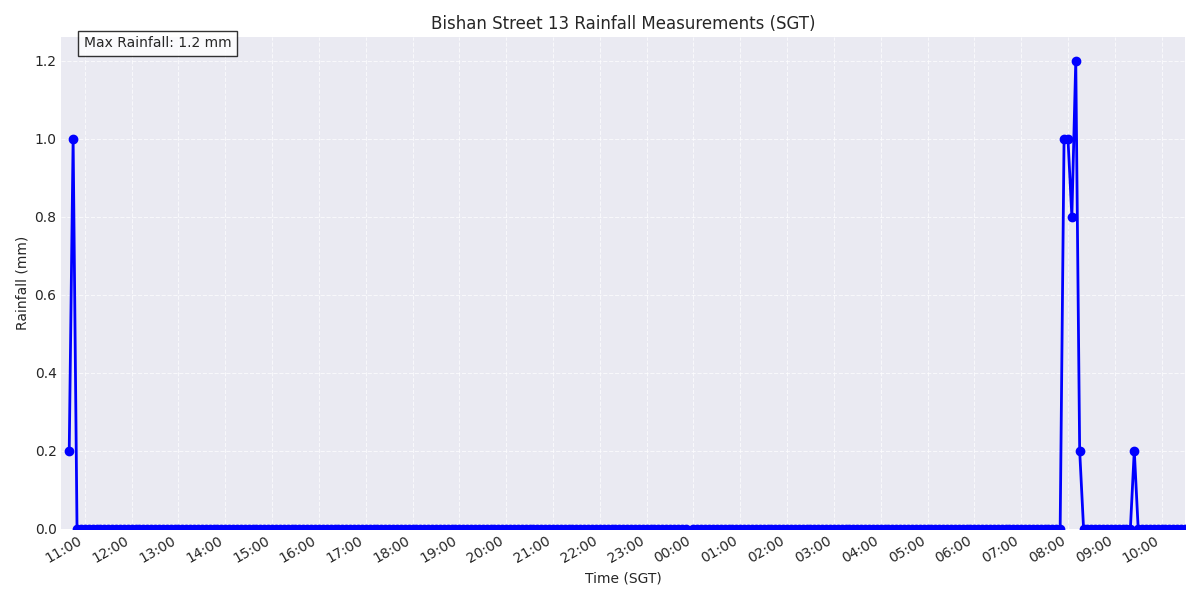 Bishan Street 13 Rainfall Measurements (SGT)
Max Rainfall: 1.2 mm
Rainfall (mm)
1.2
1.0
0.8
0.6
0.4
0.2
0.0
11:00 12:00 13:00 14:00 15:00 16:00 17:00 18:00 19:00 20:00 21:00 22:00 23:00 00:00 01:00 02:00 03:00 04:00 05:00 06:00 07:00 08:00 09:00 10:00
Time (SGT)